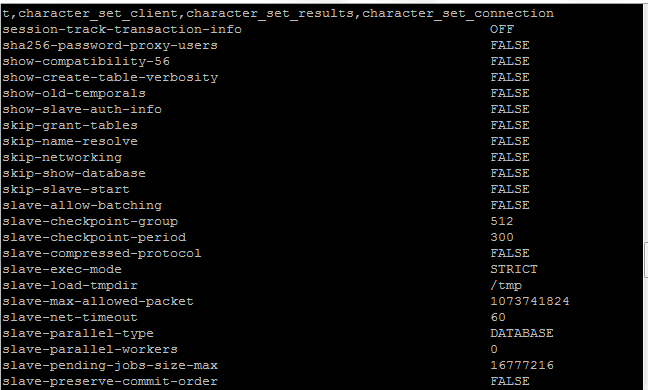 t,character_set_client,character_set_results,character_set_connection
session-track-transaction-info OFF
sha256-password-proxy-users FALSE
show-compatibility-56 FALSE
show-create-table-verbosity FALSE
show-old-temporals FALSE
show-slave-auth-info FALSE
skip-grant-tables FALSE
skip-name-resolve FALSE
skip-networking FALSE
skip-show-database FALSE
skip-slave-start FALSE
slave-allow-batching FALSE
slave-checkpoint-group 512
slave-checkpoint-period 300
slave-compressed-protocol FALSE
slave-exec-mode STRICT
slave-load-tmpdir /tmp
slave-max-allowed-packet 1073741824
slave-net-timeout 60
slave-parallel-type DATABASE
slave-parallel-workers 0
slave-pending-jobs-size-max 16777216
slave-preserve-commit-order FALSE